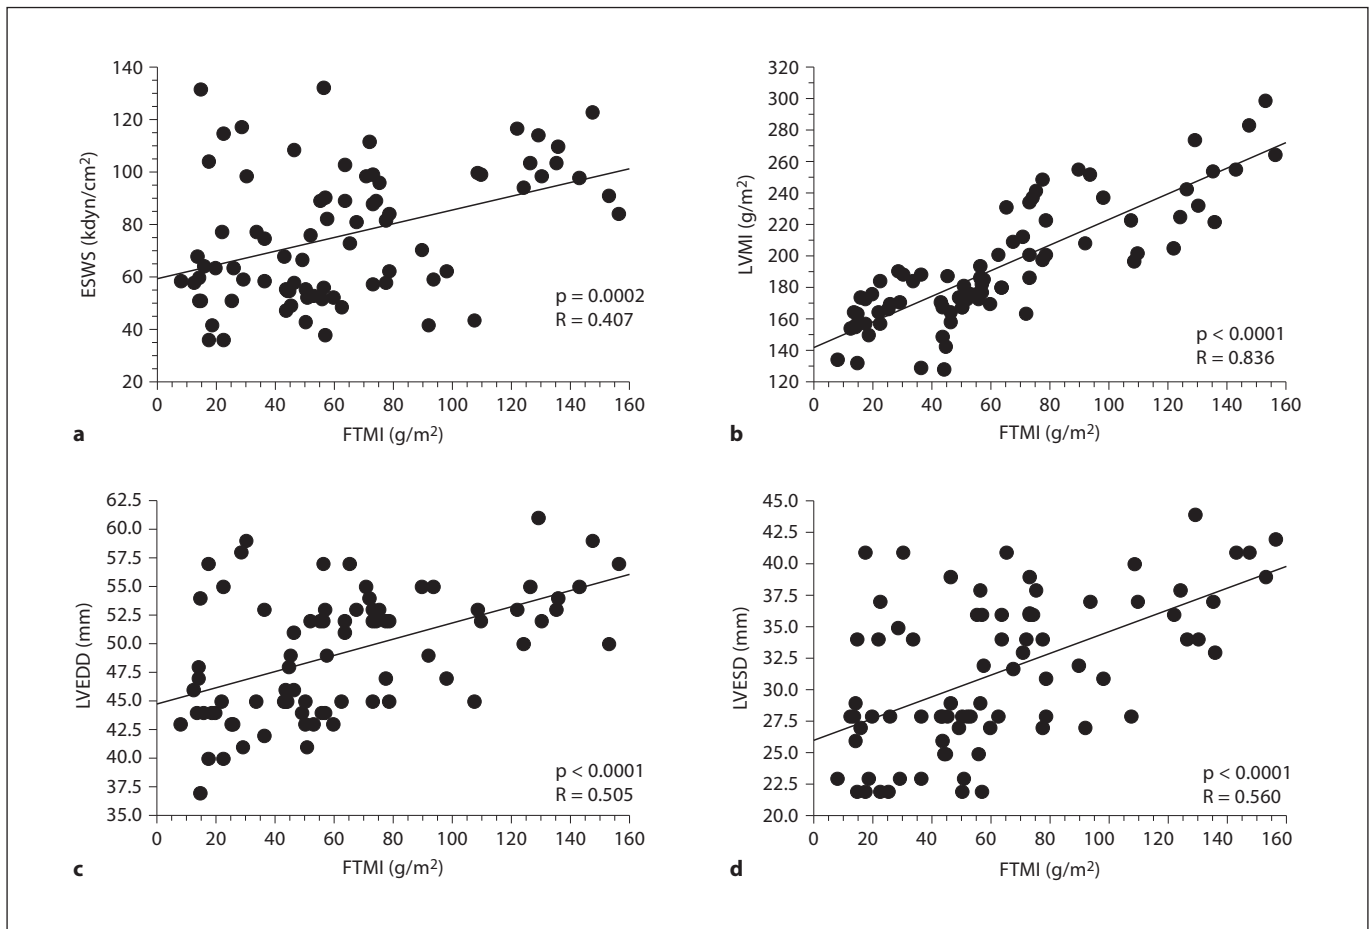 140
120
100
80
60
40
20
ESWS (kdyn/cm²)
p = 0.0002
R = 0.407
0 20 40 60 80 100 120 140 160
FTMI (g/m²)
a
320
300
280
260
240
220
200
180
160
140
120
LVMI (g/m²)
p < 0.0001
R = 0.836
0 20 40 60 80 100 120 140 160
FTMI (g/m²)
b
62.5
60.0
57.5
55.0
52.5
50.0
47.5
45.0
42.5
40.0
37.5
35.0
LVEDD (mm)
p < 0.0001
R = 0.505
0 20 40 60 80 100 120 140 160
FTMI (g/m²)
c
45.0
42.5
40.0
37.5
35.0
32.5
30.0
27.5
25.0
22.5
20.0
LVESD (mm)
p < 0.0001
R = 0.560
0 20 40 60 80 100 120 140 160
FTMI (g/m²)
d